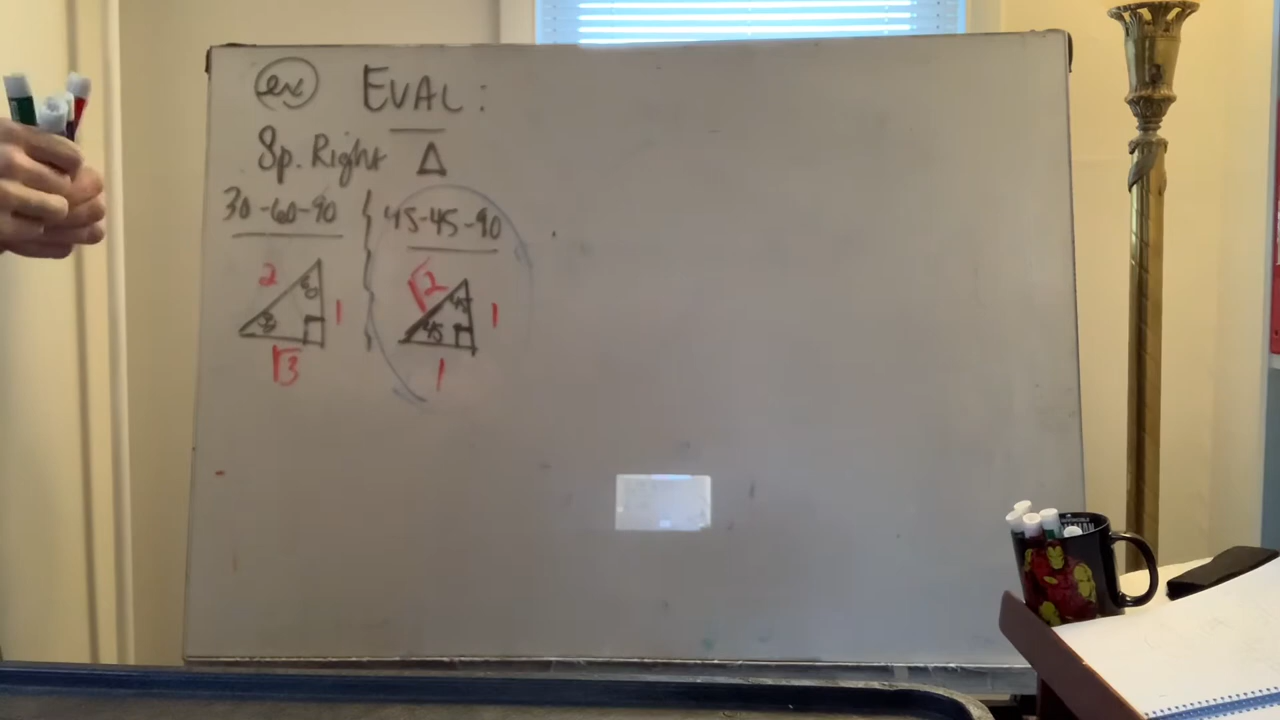 ex EVAL:
Sp. Right Δ
30-60-90 45-45-90
2 60 √2 45
30 1 45 1
√3 1